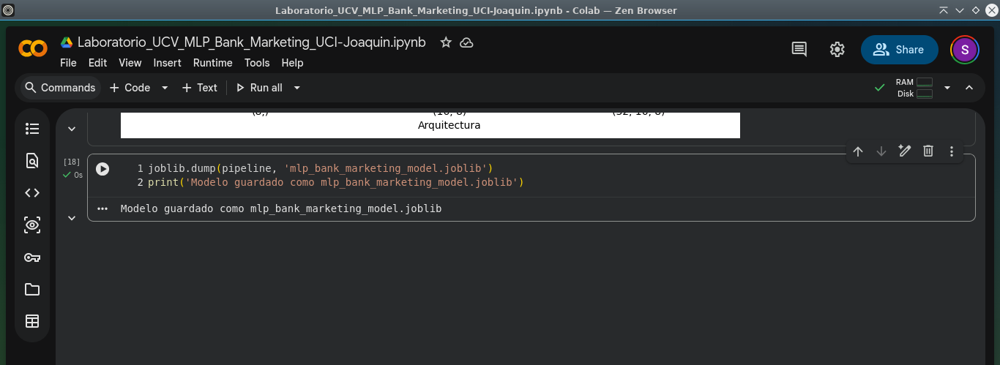 Laboratorio_UCV_MLP_Bank_Marketing_UCI-Joaquin.ipynb - Colab — Zen Browser
Laboratorio_UCV_MLP_Bank_Marketing_UCI-Joaquin.ipynb
Share
S
File Edit View Insert Runtime Tools Help
Commands + Code + Text Run all
RAM
Disk
(8,) (16, 8) (32, 16, 8)
Arquitectura
[18]
0s
1 joblib.dump(pipeline, 'mlp_bank_marketing_model.joblib')
2 print('Modelo guardado como mlp_bank_marketing_model.joblib')
Modelo guardado como mlp_bank_marketing_model.joblib